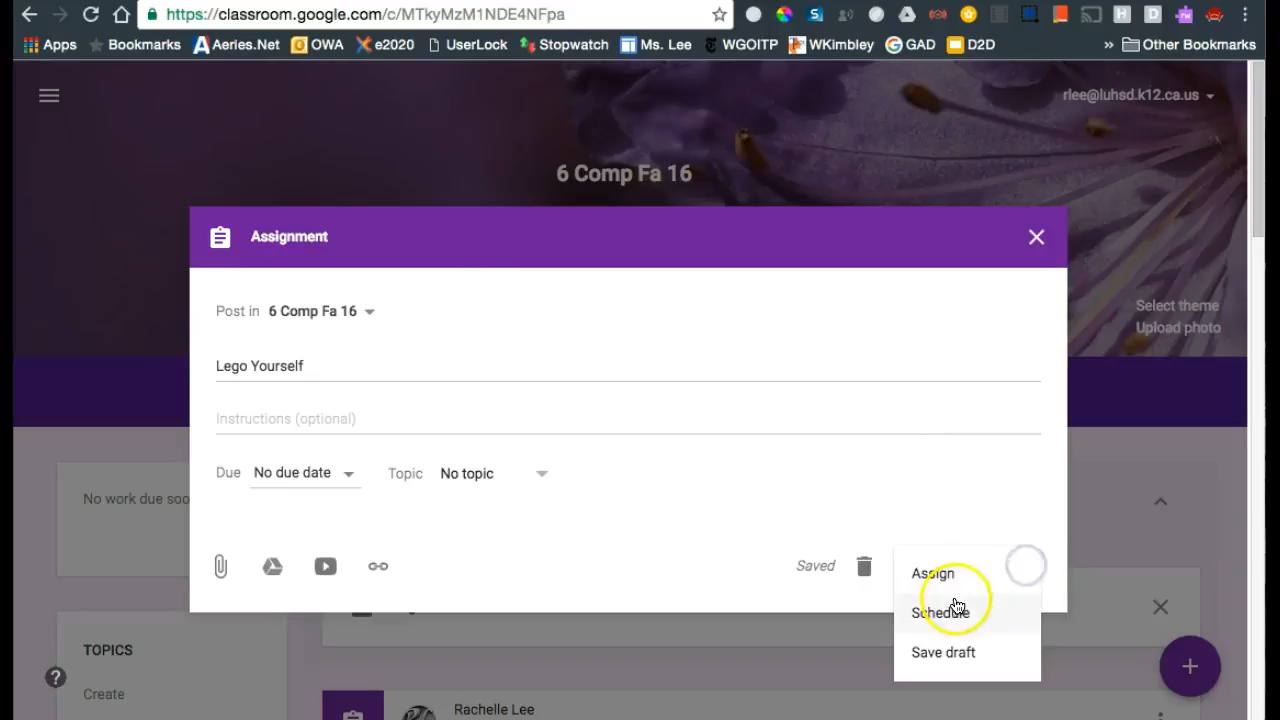 https://classroom.google.com/c/MTkyMzM1NDE4NFpa
Apps Bookmarks Aeries.Net OWA e2020 UserLock Stopwatch Ms. Lee WGOITP WKimbley GAD D2D » Other Bookmarks
rlee@luhsd.k12.ca.us
6 Comp Fa 16
Assignment
Select theme
Upload photo
Post in 6 Comp Fa 16
Lego Yourself
Instructions (optional)
Due No due date Topic No topic
No work due soo
Saved
Assign
Schedule
Save draft
TOPICS
Create
Rachelle Lee